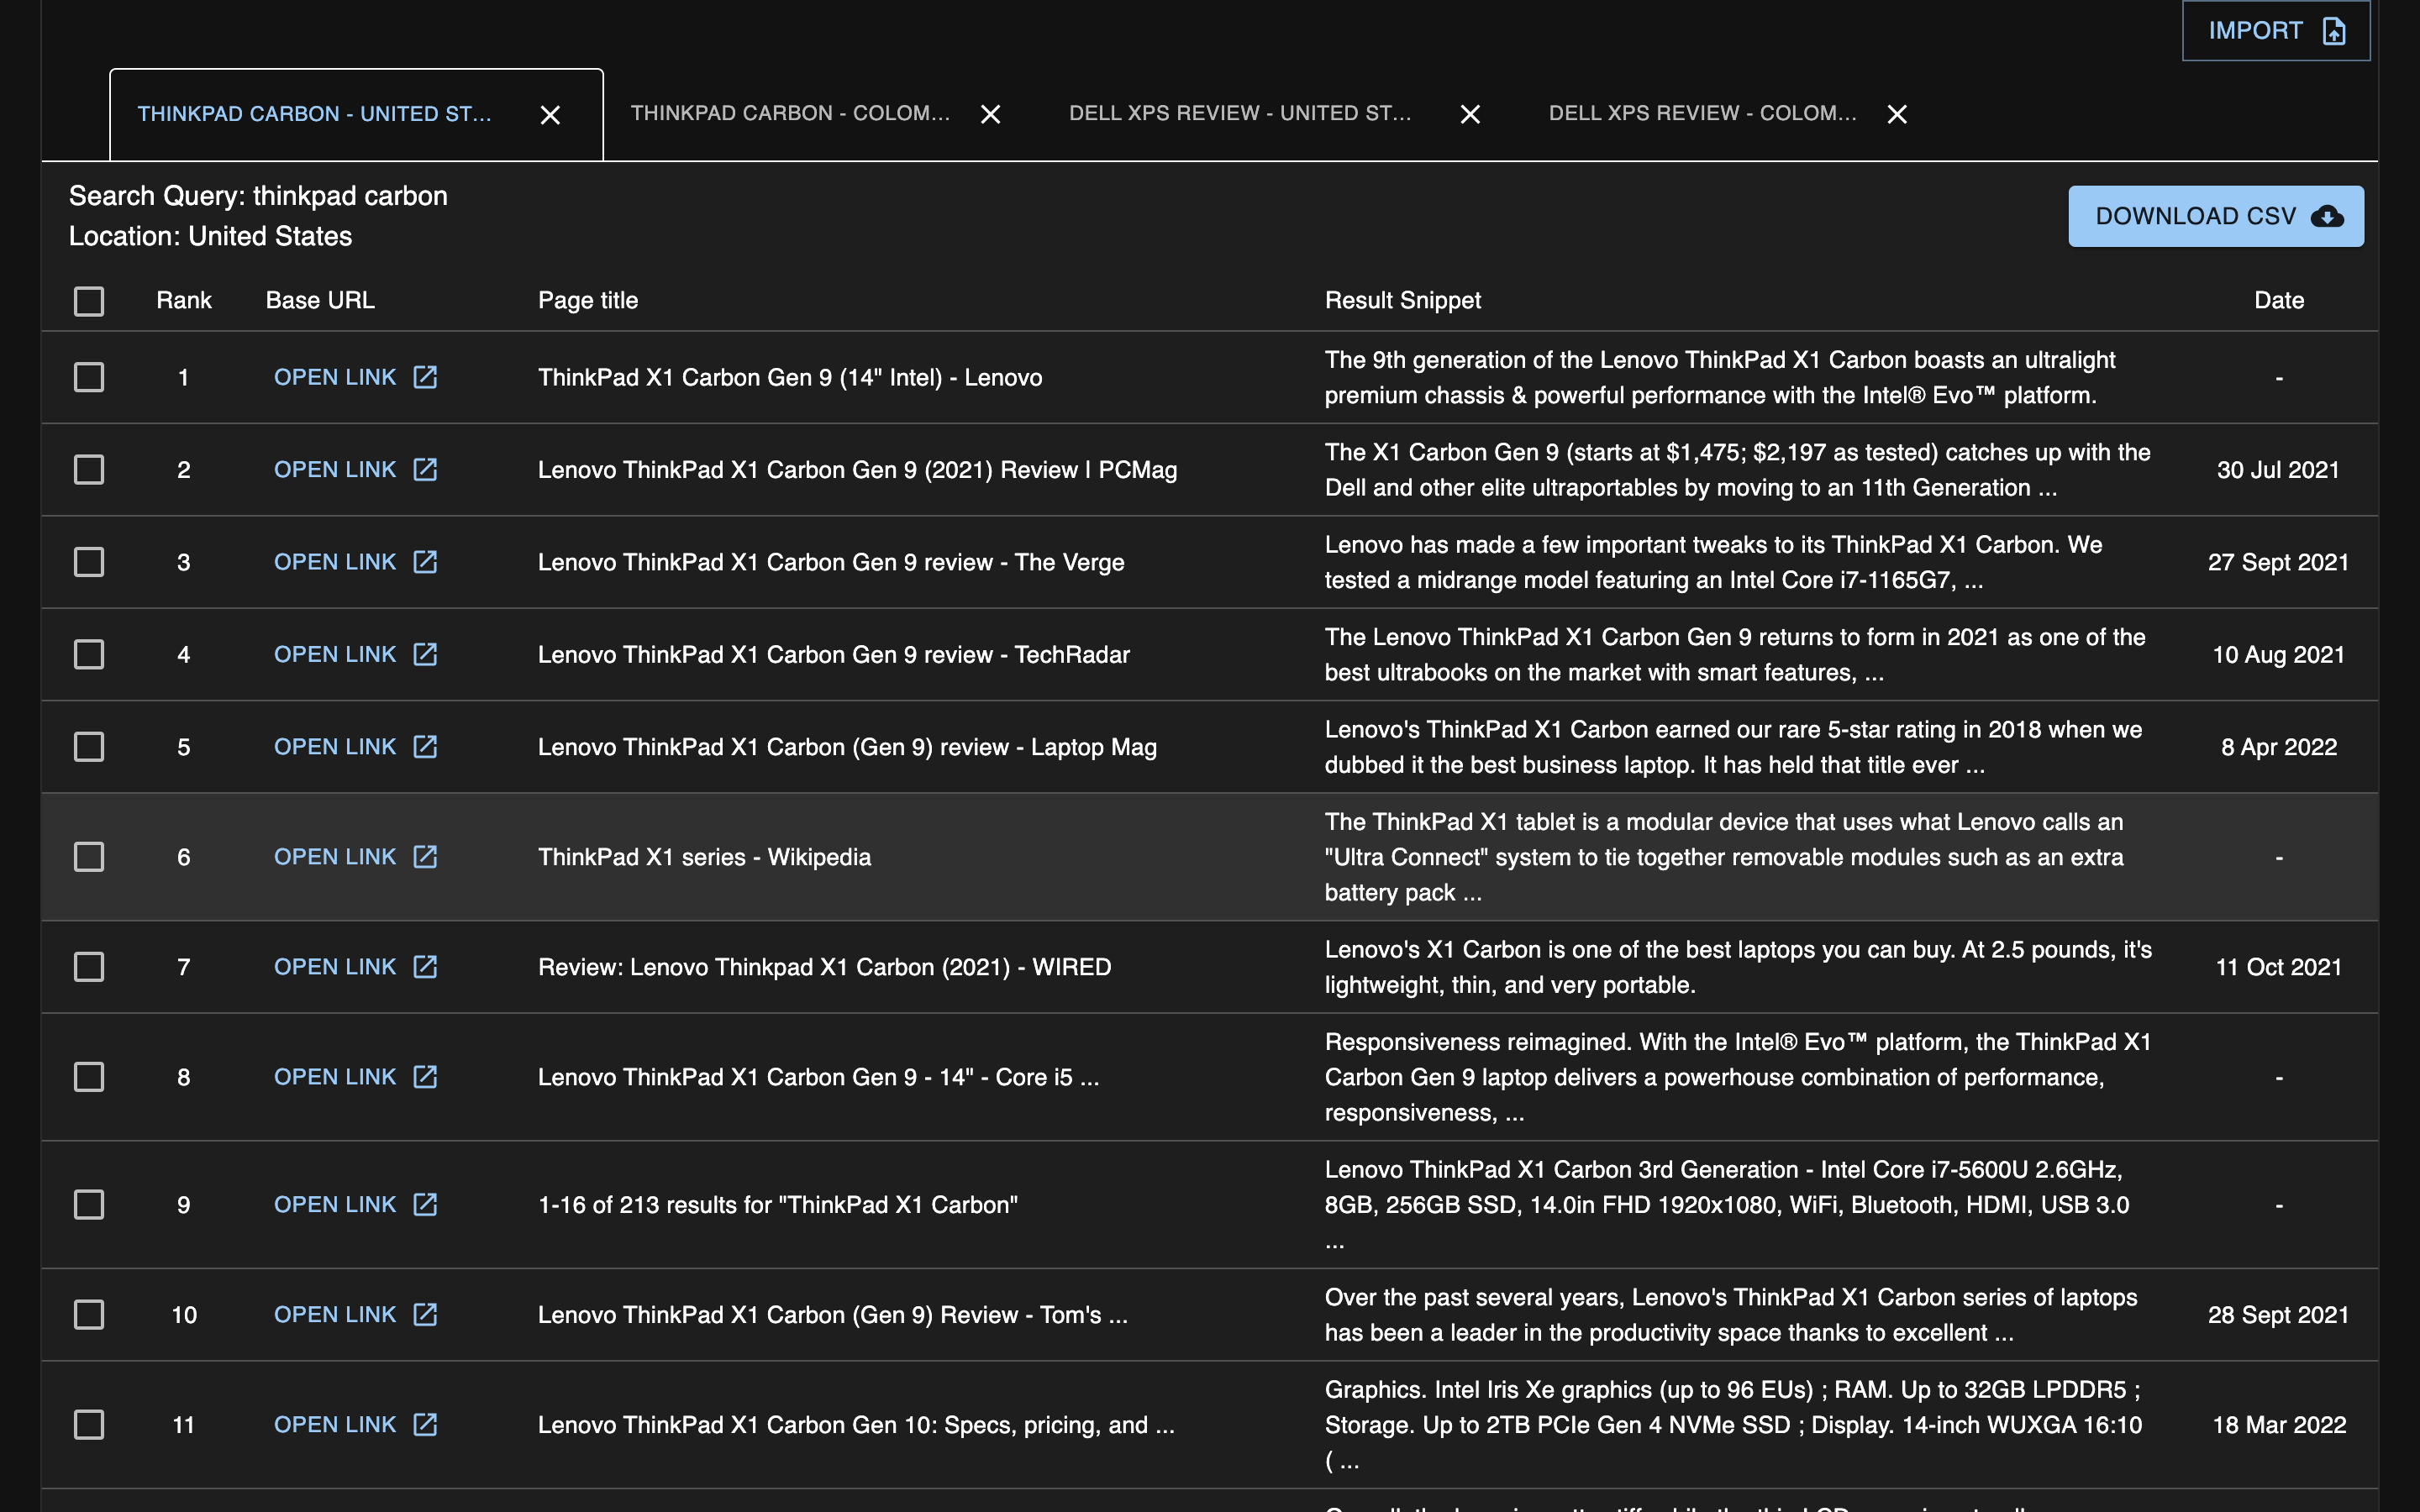 IMPORT
THINKPAD CARBON - UNITED ST...
THINKPAD CARBON - COLOM...
DELL XPS REVIEW - UNITED ST...
DELL XPS REVIEW - COLOM...
Search Query: thinkpad carbon
Location: United States
DOWNLOAD CSV
Rank Base URL Page title Result Snippet Date
1 OPEN LINK ThinkPad X1 Carbon Gen 9 (14" Intel) - Lenovo
The 9th generation of the Lenovo ThinkPad X1 Carbon boasts an ultralight
premium chassis & powerful performance with the Intel® Evo™ platform.
-
2 OPEN LINK Lenovo ThinkPad X1 Carbon Gen 9 (2021) Review | PCMag
The X1 Carbon Gen 9 (starts at $1,475; $2,197 as tested) catches up with the
Dell and other elite ultraportables by moving to an 11th Generation ...
30 Jul 2021
3 OPEN LINK Lenovo ThinkPad X1 Carbon Gen 9 review - The Verge
Lenovo has made a few important tweaks to its ThinkPad X1 Carbon. We
tested a midrange model featuring an Intel Core i7-1165G7, ...
27 Sept 2021
4 OPEN LINK Lenovo ThinkPad X1 Carbon Gen 9 review - TechRadar
The Lenovo ThinkPad X1 Carbon Gen 9 returns to form in 2021 as one of the
best ultrabooks on the market with smart features, ...
10 Aug 2021
5 OPEN LINK Lenovo ThinkPad X1 Carbon (Gen 9) review - Laptop Mag
Lenovo's ThinkPad X1 Carbon earned our rare 5-star rating in 2018 when we
dubbed it the best business laptop. It has held that title ever ...
8 Apr 2022
6 OPEN LINK ThinkPad X1 series - Wikipedia
The ThinkPad X1 tablet is a modular device that uses what Lenovo calls an
"Ultra Connect" system to tie together removable modules such as an extra
battery pack ...
-
7 OPEN LINK Review: Lenovo Thinkpad X1 Carbon (2021) - WIRED
Lenovo's X1 Carbon is one of the best laptops you can buy. At 2.5 pounds, it's
lightweight, thin, and very portable.
11 Oct 2021
8 OPEN LINK Lenovo ThinkPad X1 Carbon Gen 9 - 14" - Core i5 ...
Responsiveness reimagined. With the Intel® Evo™ platform, the ThinkPad X1
Carbon Gen 9 laptop delivers a powerhouse combination of performance,
responsiveness, ...
-
9 OPEN LINK 1-16 of 213 results for "ThinkPad X1 Carbon"
Lenovo ThinkPad X1 Carbon 3rd Generation - Intel Core i7-5600U 2.6GHz,
8GB, 256GB SSD, 14.0in FHD 1920x1080, WiFi, Bluetooth, HDMI, USB 3.0
...
-
10 OPEN LINK Lenovo ThinkPad X1 Carbon (Gen 9) Review - Tom's ...
Over the past several years, Lenovo's ThinkPad X1 Carbon series of laptops
has been a leader in the productivity space thanks to excellent ...
28 Sept 2021
11 OPEN LINK Lenovo ThinkPad X1 Carbon Gen 10: Specs, pricing, and ...
Graphics. Intel Iris Xe graphics (up to 96 EUs) ; RAM. Up to 32GB LPDDR5 ;
Storage. Up to 2TB PCIe Gen 4 NVMe SSD ; Display. 14-inch WUXGA 16:10
( ...
18 Mar 2022